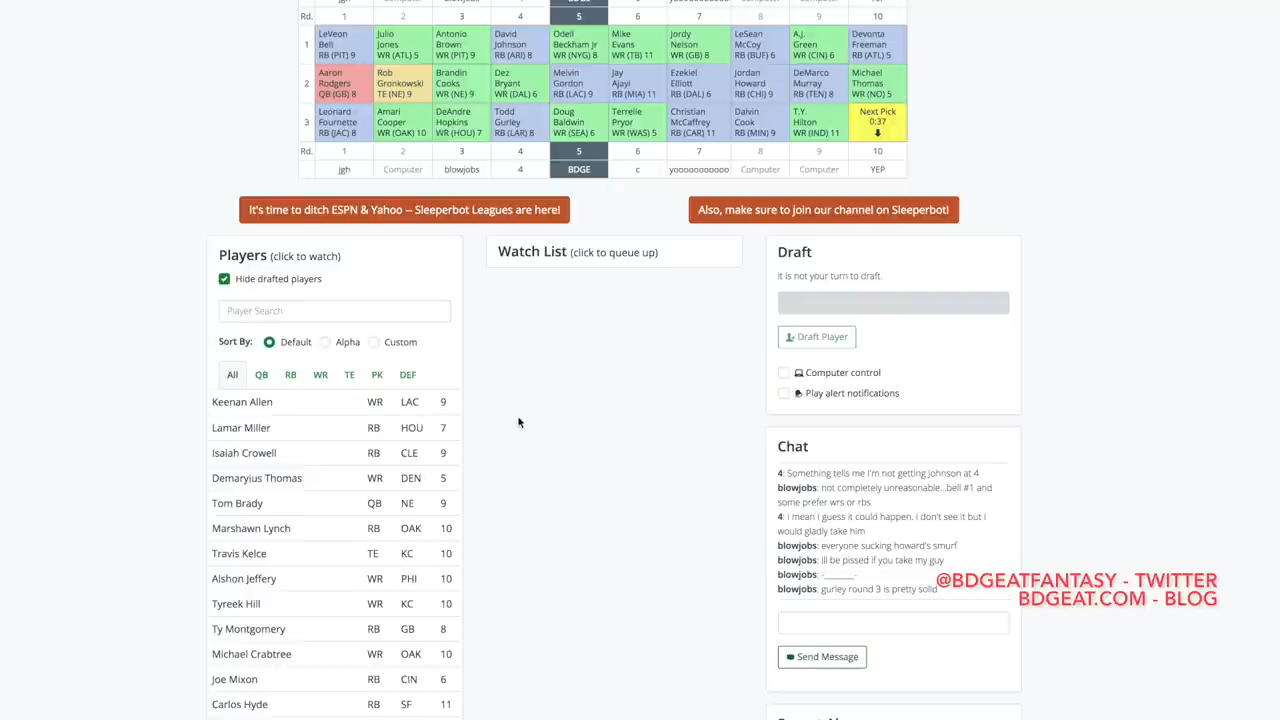 jgh Computer blowjobs 4 BDGE c yooooooooooo Computer Computer YEP
Rd. 1 2 3 4 5 6 7 8 9 10
1 LeVeon Bell RB (PIT) 9 Julio Jones WR (ATL) 5 Antonio Brown WR (PIT) 9 David Johnson RB (ARI) 8 Odell Beckham Jr WR (NYG) 8 Mike Evans WR (TB) 11 Jordy Nelson WR (GB) 8 LeSean McCoy RB (BUF) 6 A.J. Green WR (CIN) 6 Devonta Freeman RB (ATL) 5
2 Aaron Rodgers QB (GB) 8 Rob Gronkowski TE (NE) 9 Brandin Cooks WR (NE) 9 Dez Bryant WR (DAL) 6 Melvin Gordon RB (LAC) 9 Jay Ajayi RB (MIA) 11 Ezekiel Elliott RB (DAL) 6 Jordan Howard RB (CHI) 9 DeMarco Murray RB (TEN) 8 Michael Thomas WR (NO) 5
3 Leonard Fournette RB (JAC) 8 Amari Cooper WR (OAK) 10 DeAndre Hopkins WR (HOU) 7 Todd Gurley RB (LAR) 8 Doug Baldwin WR (SEA) 6 Terrelle Pryor WR (WAS) 5 Christian McCaffrey RB (CAR) 11 Dalvin Cook RB (MIN) 9 T.Y. Hilton WR (IND) 11 Next Pick 0:37
Rd. 1 2 3 4 5 6 7 8 9 10
jgh Computer blowjobs 4 BDGE c yooooooooooo Computer Computer YEP
It's time to ditch ESPN & Yahoo -- Sleeperbot Leagues are here!
Also, make sure to join our channel on Sleeperbot!
Players (click to watch)
Hide drafted players
Player Search
Sort By: Default Alpha Custom
All QB RB WR TE PK DEF
Keenan Allen WR LAC 9
Lamar Miller RB HOU 7
Isaiah Crowell RB CLE 9
Demaryius Thomas WR DEN 5
Tom Brady QB NE 9
Marshawn Lynch RB OAK 10
Travis Kelce TE KC 10
Alshon Jeffery WR PHI 10
Tyreek Hill WR KC 10
Ty Montgomery RB GB 8
Michael Crabtree WR OAK 10
Joe Mixon RB CIN 6
Carlos Hyde RB SF 11
Watch List (click to queue up)
Draft
It is not your turn to draft.
Draft Player
Computer control
Play alert notifications
Chat
4: Something tells me I'm not getting Johnson at 4
blowjobs: not completely unreasonable...bell #1 and
some prefer wrs or rbs
4: i mean I guess it could happen. i don't see it but i
would gladly take him
blowjobs: everyone sucking howard's smurf
blowjobs: ill be pissed if you take my guy
blowjobs: -_______-
blowjobs: gurley round 3 is pretty solid
Send Message
@BDGEATFANTASY - TWITTER
BDGEAT.COM - BLOG